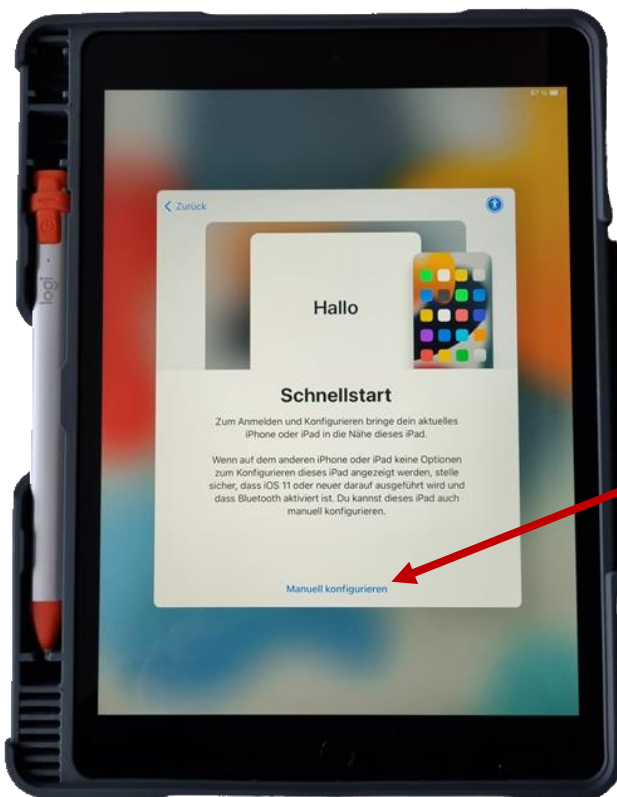 87 %
Zurück
Hallo
logi
Schnellstart
Zum Anmelden und Konfigurieren bringe dein aktuelles
iPhone oder iPad in die Nähe dieses iPad.
Wenn auf dem anderen iPhone oder iPad keine Optionen
zum Konfigurieren dieses iPad angezeigt werden, stelle
sicher, dass iOS 11 oder neuer darauf ausgeführt wird und
dass Bluetooth aktiviert ist. Du kannst dieses iPad auch
manuell konfigurieren.
Manuell konfigurieren